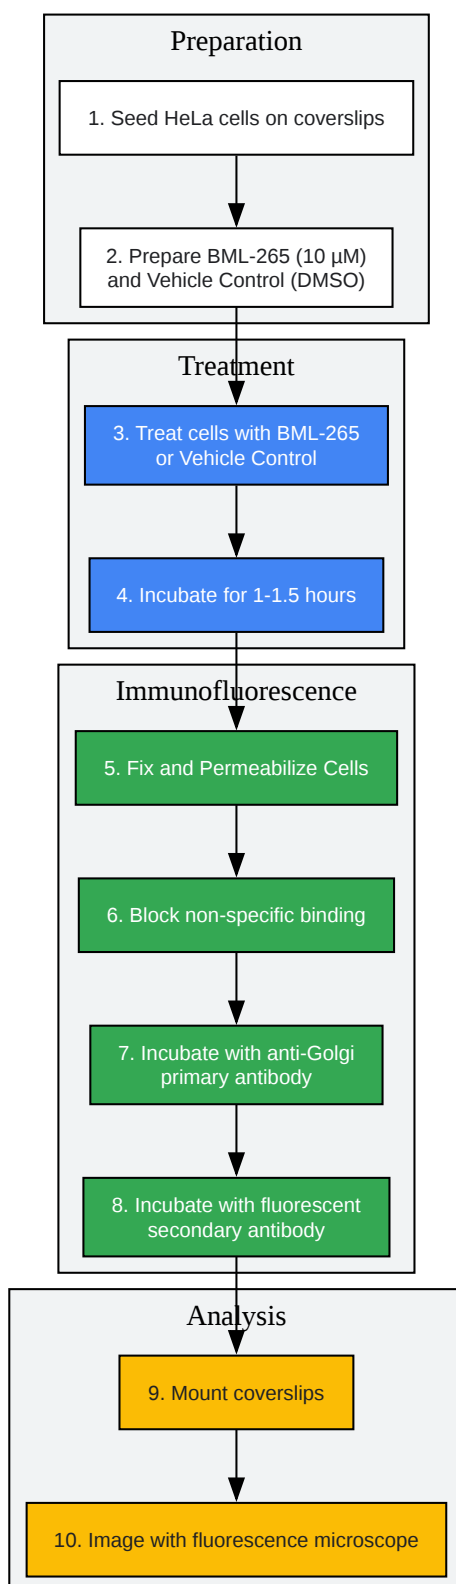 Preparation
1. Seed HeLa cells on coverslips
2. Prepare BML-265 (10 µM)
and Vehicle Control (DMSO)
Treatment
3. Treat cells with BML-265
or Vehicle Control
4. Incubate for 1-1.5 hours
Immunofluorescence
5. Fix and Permeabilize Cells
6. Block non-specific binding
7. Incubate with anti-Golgi
primary antibody
8. Incubate with fluorescent
secondary antibody
Analysis
9. Mount coverslips
10. Image with fluorescence microscope